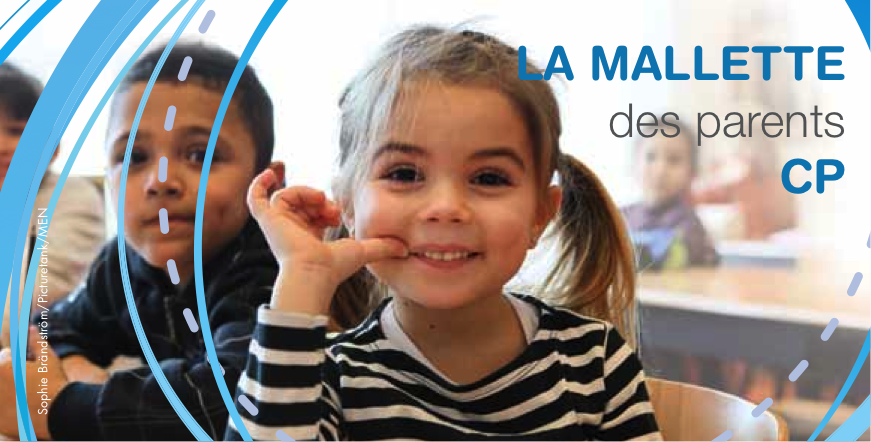 LA MALLETTE
des parents
CP
Sophie Brändström/Picturetank/MEN